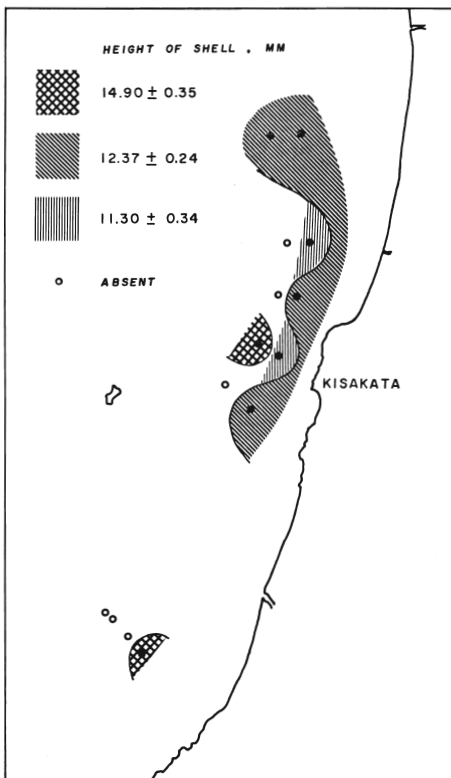 HEIGHT OF SHELL , MM
14.90 ± 0.35
12.37 ± 0.24
11.30 ± 0.34
ABSENT
KISAKATA